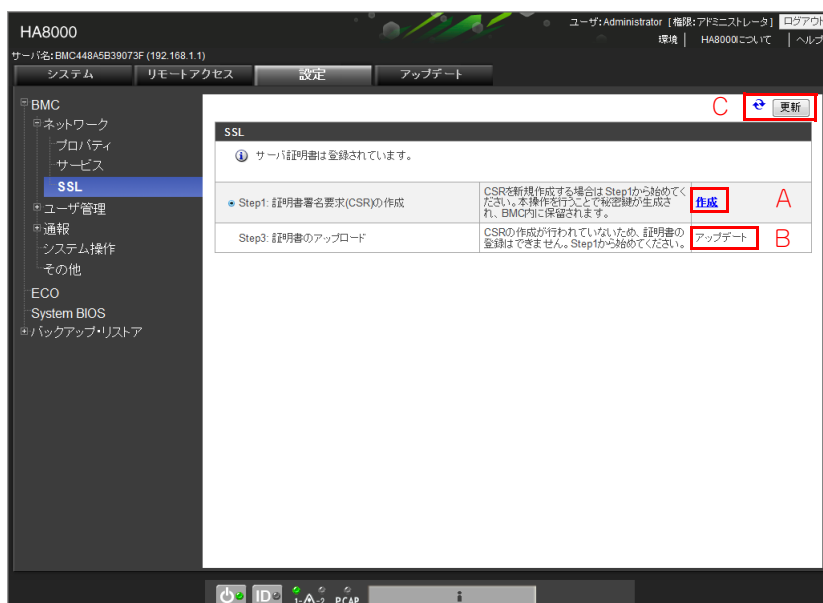 HA8000
ユーザ:Administrator [権限:アドミニストレータ] ログアウト
環境 | HA8000について | ヘルプ
サーバ名:BMC448A5B39073F (192.168.1.1)
システム
リモートアクセス
設定
アップデート
BMC
ネットワーク
プロパティ
サービス
SSL
ユーザ管理
通報
システム操作
その他
ECO
System BIOS
バックアップ・リストア
C
更新
SSL
サーバ証明書は登録されています。
Step1: 証明書署名要求(CSR)の作成
CSRを新規作成する場合はStep1から始めてく
ださい。本操作を行うことで秘密鍵が生成さ
れ、BMC内に保留されます。
作成
A
Step3: 証明書のアップロード
CSRの作成が行われていないため、証明書の
登録はできません。Step1から始めてください。
アップデート
B
ID
1-A-2 PCAP
i